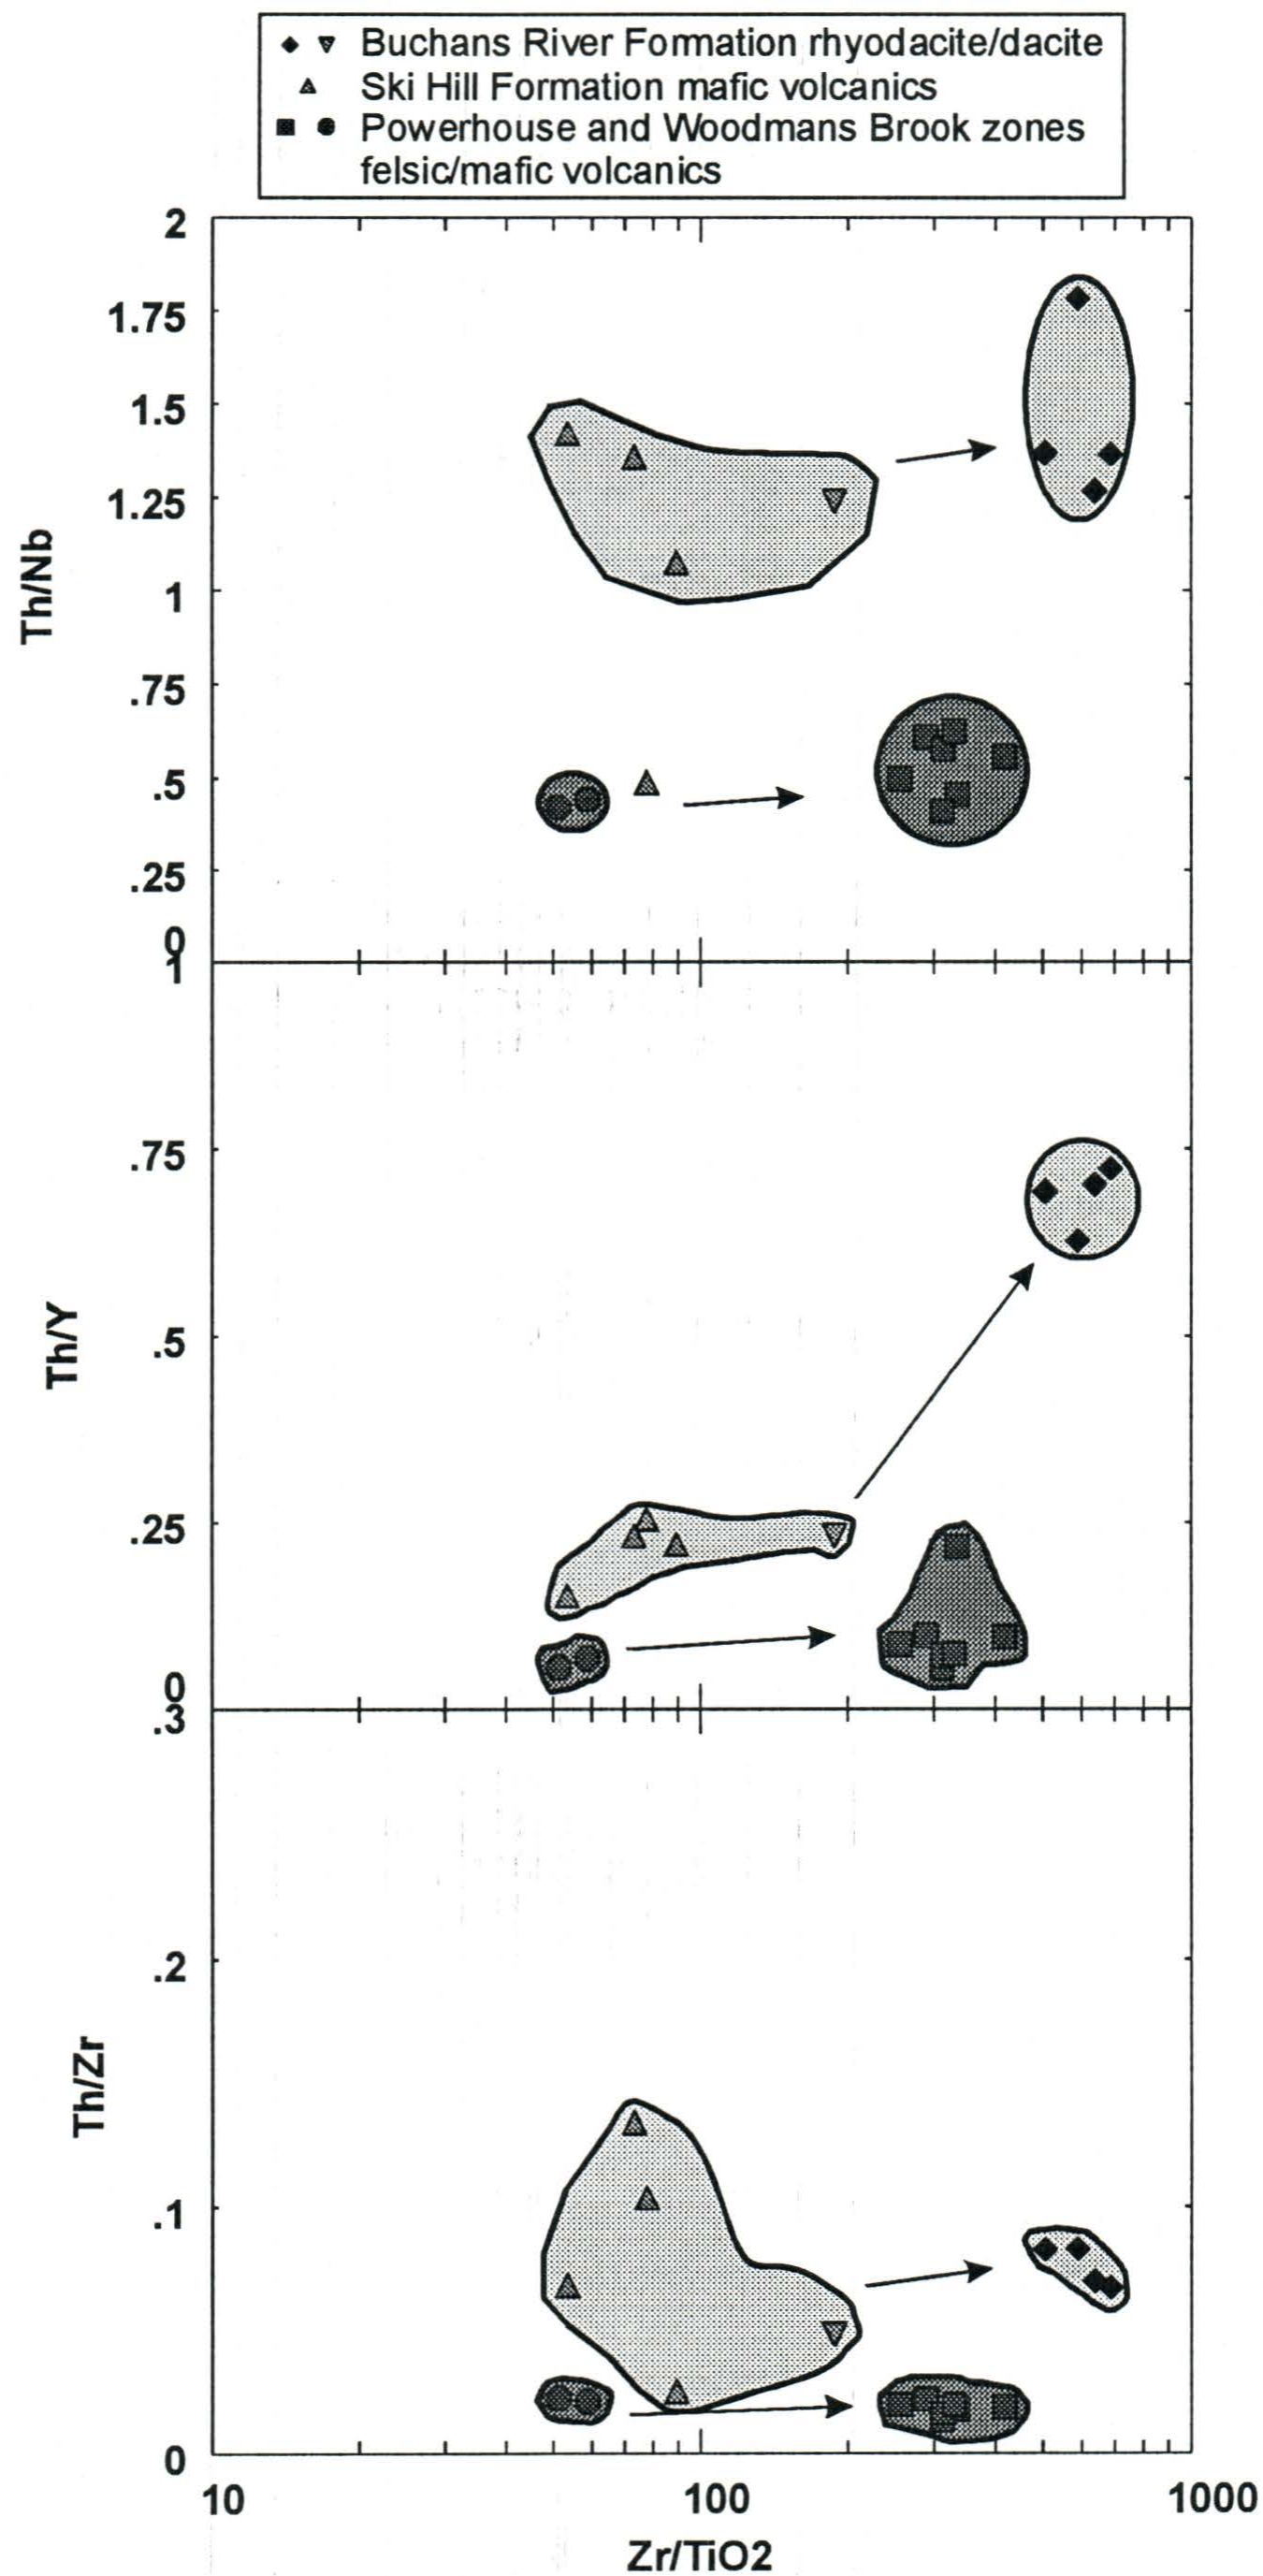 Buchans River Formation rhyodacite/dacite
Ski Hill Formation mafic volcanics
Powerhouse and Woodmans Brook zones
felsic/mafic volcanics
2
1.75
1.5
1.25
1
.75
.5
.25
0
Th/Nb
1
.75
.5
.25
0
Th/Y
.3
.2
.1
0
Th/Zr
10 100 1000
Zr/TiO2